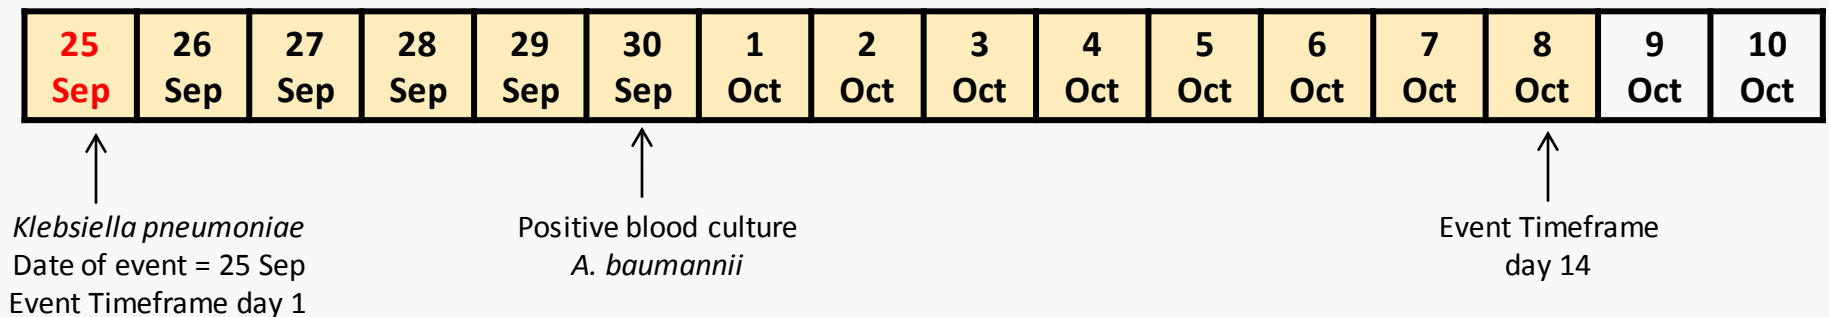 25 Sep
26 Sep
27 Sep
28 Sep
29 Sep
30 Sep
1 Oct
2 Oct
3 Oct
4 Oct
5 Oct
6 Oct
7 Oct
8 Oct
9 Oct
10 Oct
Klebsiella pneumoniae
Date of event = 25 Sep
Event Timeframe day 1
Positive blood culture
A. baumannii
Event Timeframe
day 14